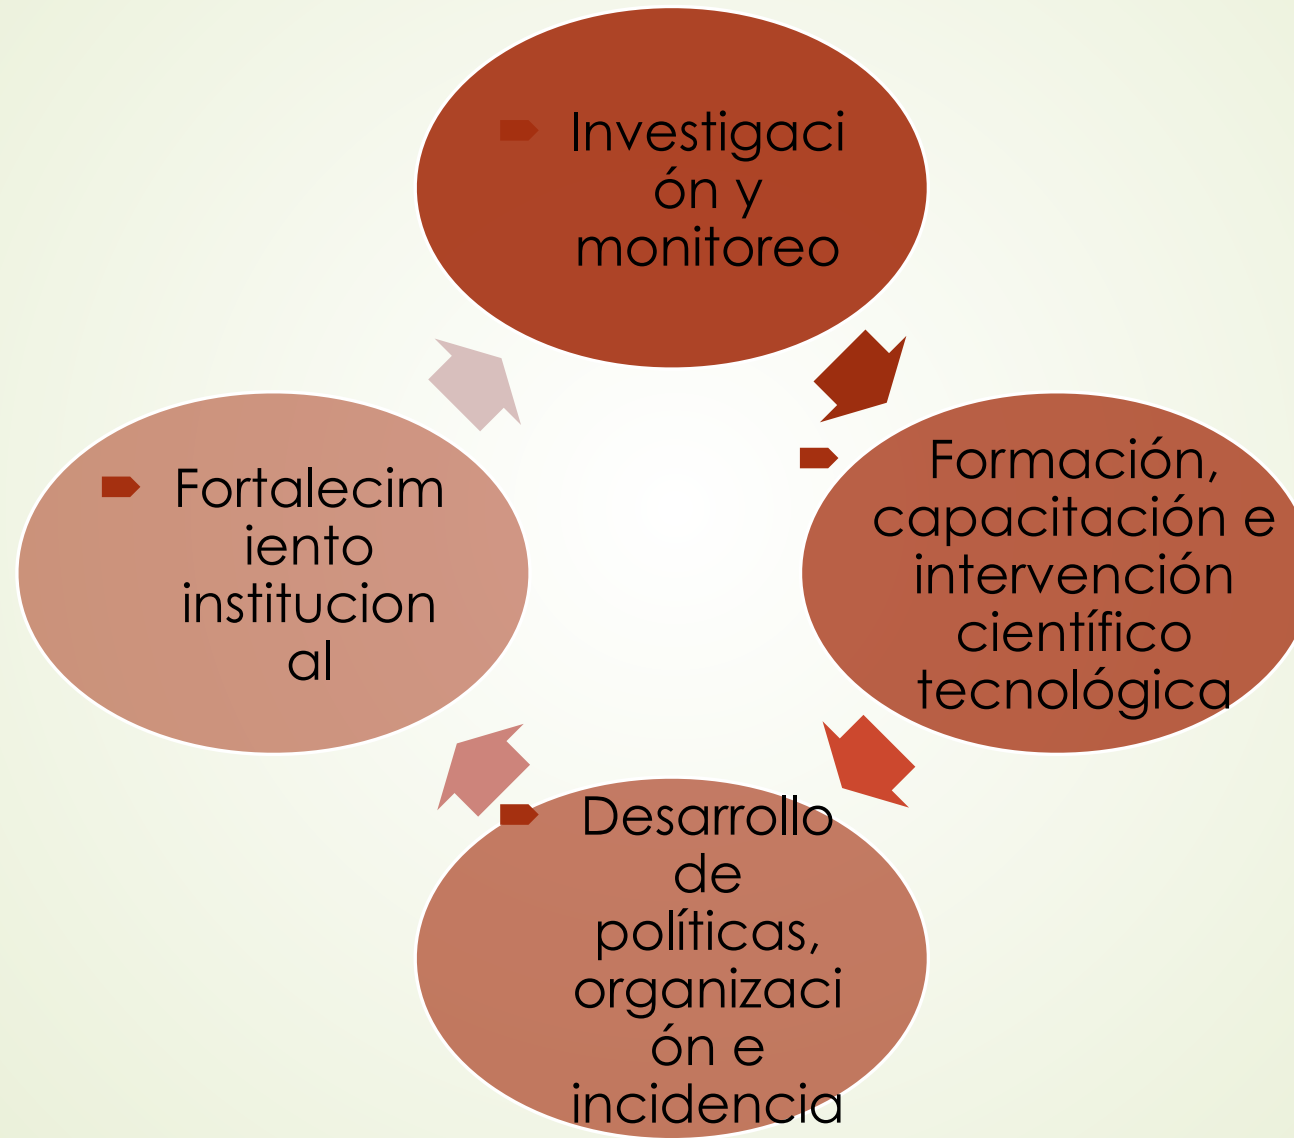 Investigaci
ón y
monitoreo
Formación,
capacitación e
intervención
científico
tecnológica
Desarrollo
de
políticas,
organizaci
ón e
incidencia
Fortalecim
iento
institucion
al